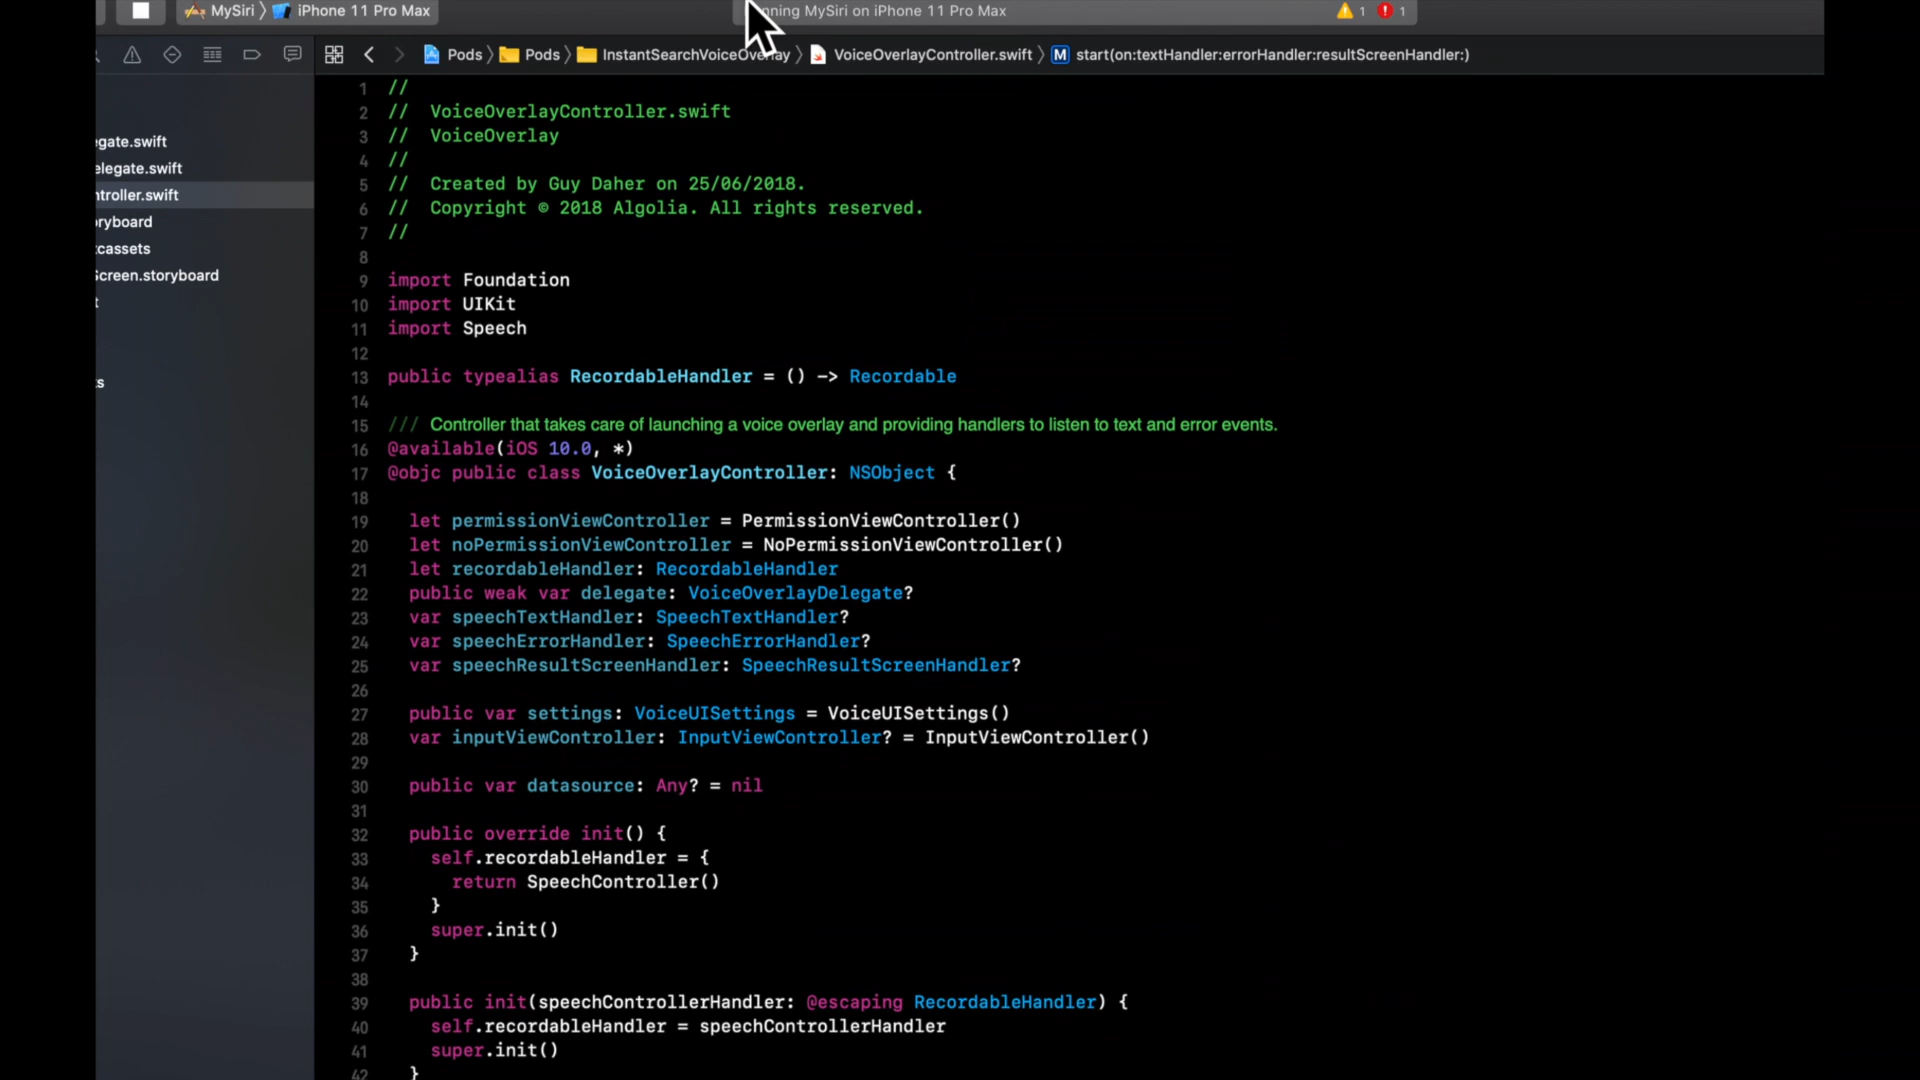 MySiri 〉 iPhone 11 Pro Max
MySiri on iPhone 11 Pro Max
1 1
Pods 〉 Pods 〉 InstantSearchVoiceOverlay 〉 VoiceOverlayController.swift 〉 M start(on:textHandler:errorHandler:resultScreenHandler:)
gate.swift
elegate.swift
ntroller.swift
ryboard
cassets
Screen.storyboard
t
s
1 //
2 // VoiceOverlayController.swift
3 // VoiceOverlay
4 //
5 // Created by Guy Daher on 25/06/2018.
6 // Copyright © 2018 Algolia. All rights reserved.
7 //
8
9 import Foundation
10 import UIKit
11 import Speech
12
13 public typealias RecordableHandler = () -> Recordable
14
15 /// Controller that takes care of launching a voice overlay and providing handlers to listen to text and error events.
16 @available(iOS 10.0, *)
17 @objc public class VoiceOverlayController: NSObject {
18
19 let permissionViewController = PermissionViewController()
20 let noPermissionViewController = NoPermissionViewController()
21 let recordableHandler: RecordableHandler
22 public weak var delegate: VoiceOverlayDelegate?
23 var speechTextHandler: SpeechTextHandler?
24 var speechErrorHandler: SpeechErrorHandler?
25 var speechResultScreenHandler: SpeechResultScreenHandler?
26
27 public var settings: VoiceUISettings = VoiceUISettings()
28 var inputViewController: InputViewController? = InputViewController()
29
30 public var datasource: Any? = nil
31
32 public override init() {
33 self.recordableHandler = {
34 return SpeechController()
35 }
36 super.init()
37 }
38
39 public init(speechControllerHandler: @escaping RecordableHandler) {
40 self.recordableHandler = speechControllerHandler
41 super.init()
42 }